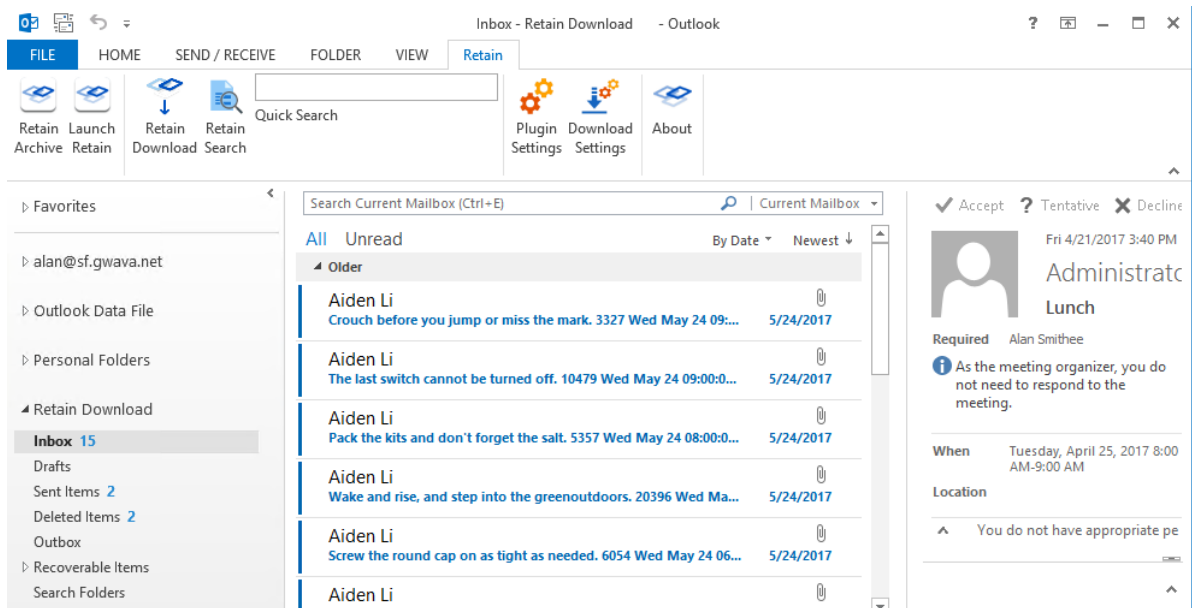 Inbox - Retain Download - Outlook
FILE HOME SEND / RECEIVE FOLDER VIEW Retain
Retain Archive
Launch Retain
Retain Download
Retain Search
Quick Search
Plugin Settings
Download Settings
About
Favorites
alan@sf.gwava.net
Outlook Data File
Personal Folders
Retain Download
Inbox 15
Drafts
Sent Items 2
Deleted Items 2
Outbox
Recoverable Items
Search Folders
Search Current Mailbox (Ctrl+E) Current Mailbox
All Unread By Date Newest
Older
Aiden Li
Crouch before you jump or miss the mark. 3327 Wed May 24 09:... 5/24/2017
Aiden Li
The last switch cannot be turned off. 10479 Wed May 24 09:00:0... 5/24/2017
Aiden Li
Pack the kits and don't forget the salt. 5357 Wed May 24 08:00:0... 5/24/2017
Aiden Li
Wake and rise, and step into the greenoutdoors. 20396 Wed Ma... 5/24/2017
Aiden Li
Screw the round cap on as tight as needed. 6054 Wed May 24 06... 5/24/2017
Aiden Li
Accept ? Tentative Decline
Fri 4/21/2017 3:40 PM
Administratc
Lunch
Required Alan Smithee
As the meeting organizer, you do
not need to respond to the
meeting.
When Tuesday, April 25, 2017 8:00
AM-9:00 AM
Location
You do not have appropriate pe